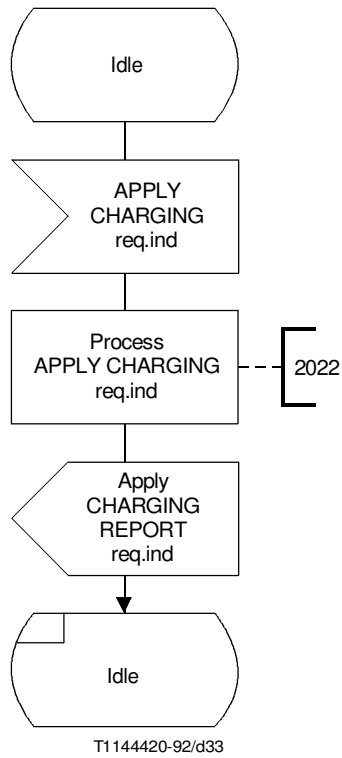 Idle
APPLY
CHARGING
req.ind
Process
APPLY CHARGING
req.ind
2022
Apply
CHARGING
REPORT
req.ind
Idle
T1144420-92/d33